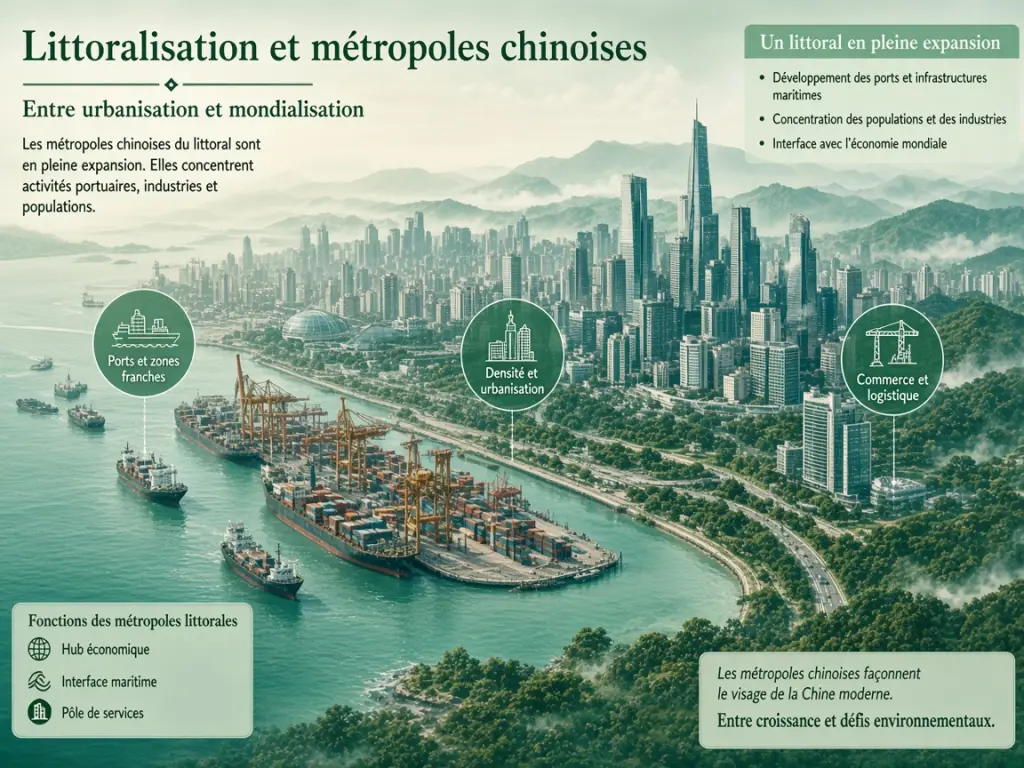 Littoralisation et métropoles chinoises
Entre urbanisation et mondialisation
Les métropoles chinoises du littoral sont
en pleine expansion. Elles concentrent
activités portuaires, industries et
populations.
Un littoral en pleine expansion
• Développement des ports et infrastructures
maritimes
• Concentration des populations et des industries
• Interface avec l'économie mondiale
Ports et zones
franches
Densité et
urbanisation
Commerce et
logistique
Fonctions des métropoles littorales
Hub économique
Interface maritime
Pôle de services
Les métropoles chinoises façonnent
le visage de la Chine moderne.
Entre croissance et défis environnementaux.